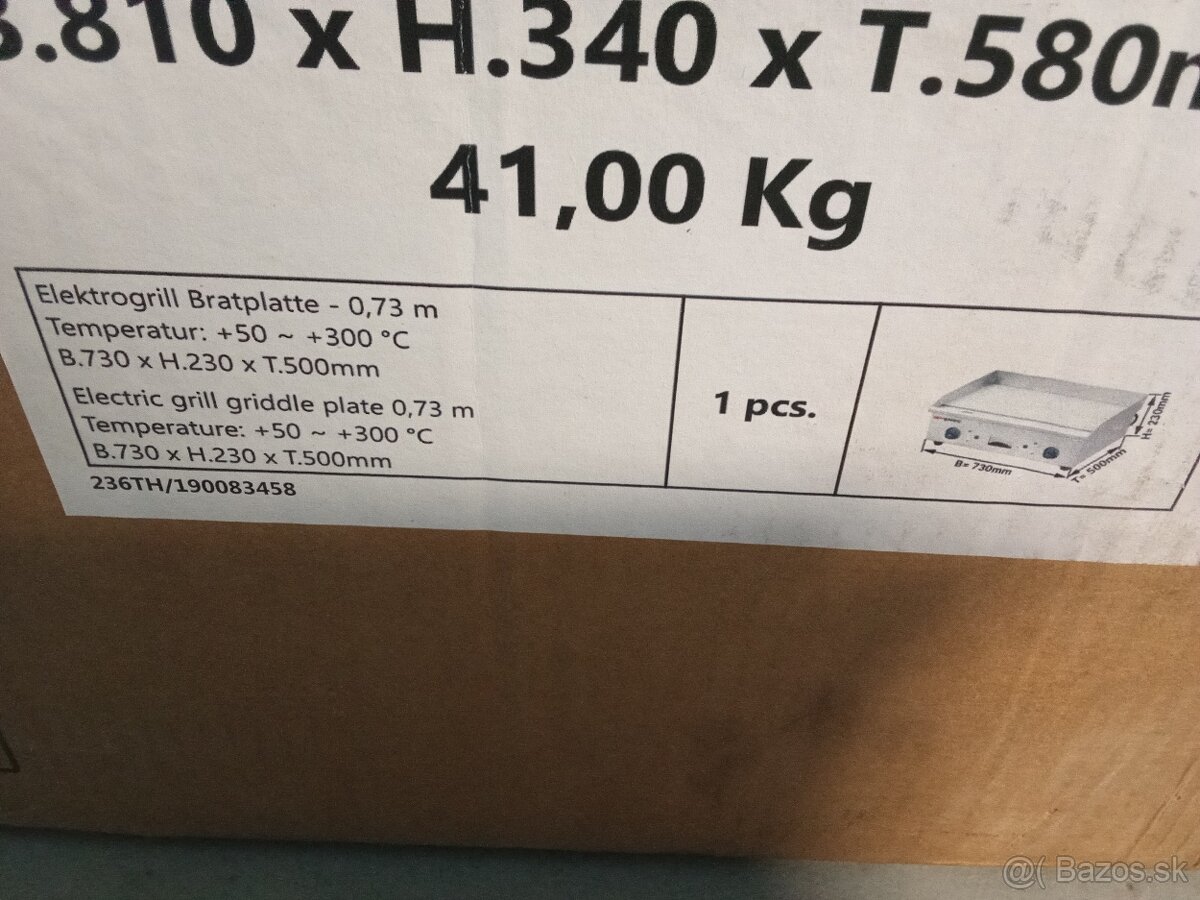 B.810 x H.340 x T.580m
41,00 Kg
Elektrogrill Bratplatte - 0,73 m
Temperatur: +50 ~ +300 °C
B.730 x H.230 x T.500mm
Electric grill griddle plate 0,73 m
Temperature: +50 ~ +300 °C
B.730 x H.230 x T.500mm
1 pcs.
B= 730mm
T= 500mm
H= 230mm
236TH/190083458
@( Bazos.sk